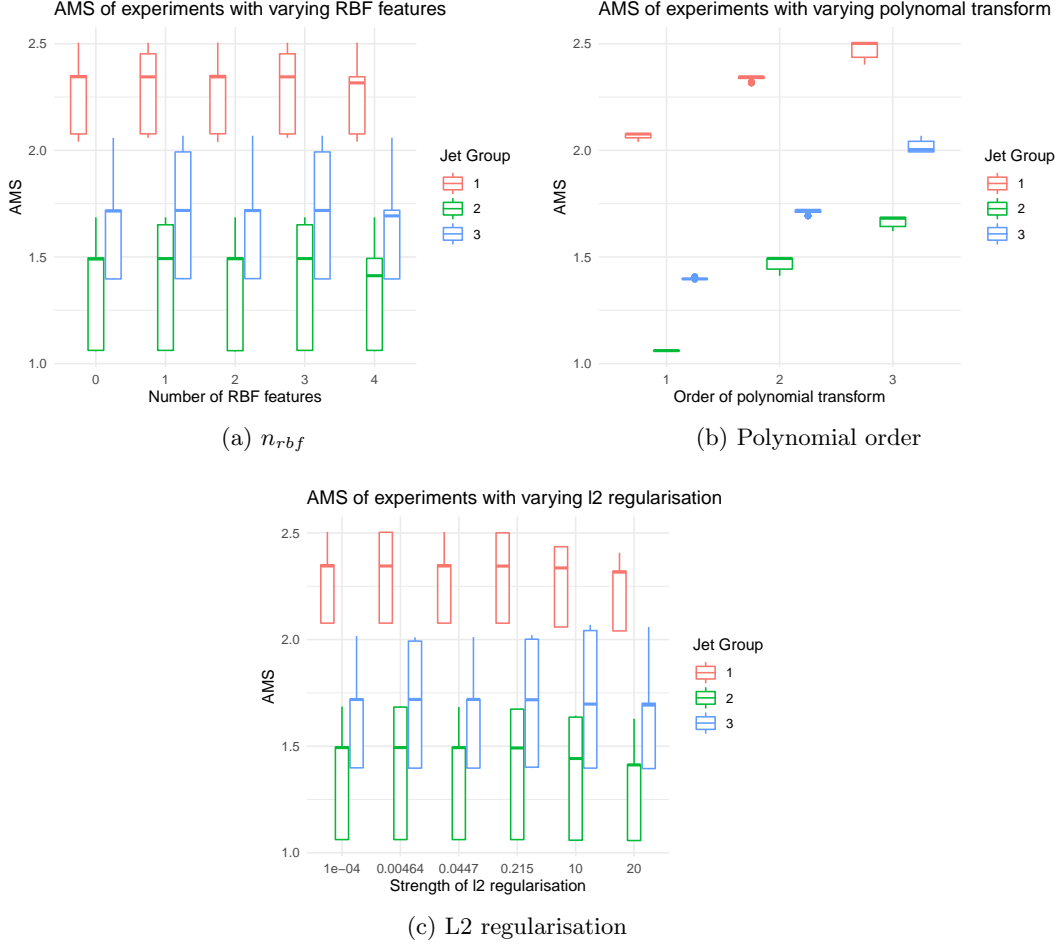 AMS of experiments with varying RBF features
2.5
2.0
1.5
1.0
AMS
0 1 2 3 4
Number of RBF features
Jet Group
1
2
3
(a) n_rbf
AMS of experiments with varying polynomal transform
2.5
2.0
1.5
1.0
AMS
1 2 3
Order of polynomial transform
Jet Group
1
2
3
(b) Polynomial order
AMS of experiments with varying l2 regularisation
2.5
2.0
1.5
1.0
AMS
1e−04 0.00464 0.0447 0.215 10 20
Strength of l2 regularisation
Jet Group
1
2
3
(c) L2 regularisation